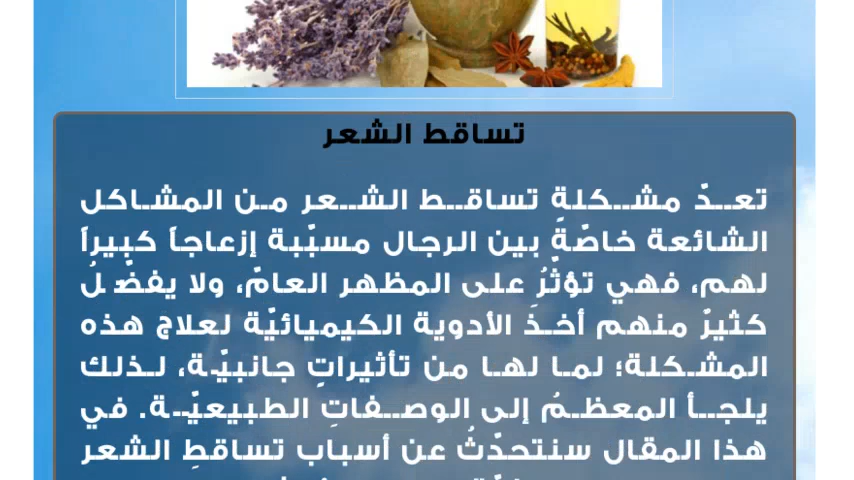 تساقط الشعر
تعدّ مشكلة تساقط الشعر من المشاكل
الشائعة خاصّةً بين الرجال مسبّبة إزعاجاً كبيراً
لهم، فهي تؤثّرُ على المظهر العامّ، ولا يفضّلُ
كثيرٌ منهم أخذَ الأدوية الكيميائيّة لعلاج هذه
المشكلة؛ لما لها من تأثيراتٍ جانبيّة، لذلك
يلجأ المعظمُ إلى الوصفاتِ الطبيعيّة. في
هذا المقال سنتحدّثُ عن أسباب تساقطِ الشعر